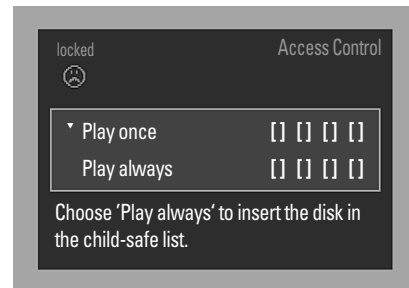 locked Access Control
Play once [] [] [] []
Play always [] [] [] []
Choose ′Play always‘ to insert the disk in
the child-safe list.